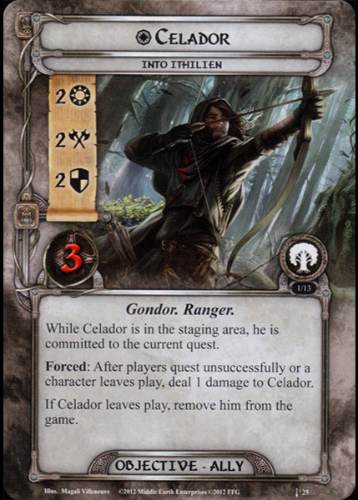 CELADOR
INTO ITHILIEN
2
2
2
3
1/13
Gondor. Ranger.
While Celador is in the staging area, he is
committed to the current quest.
Forced: After players quest unsuccessfully or a
character leaves play, deal 1 damage to Celador.
If Celador leaves play, remove him from the
game.
OBJECTIVE - ALLY
Illus. Magali Villeneuve ©2012 Middle Earth Enterprises ©2012 FFG 25